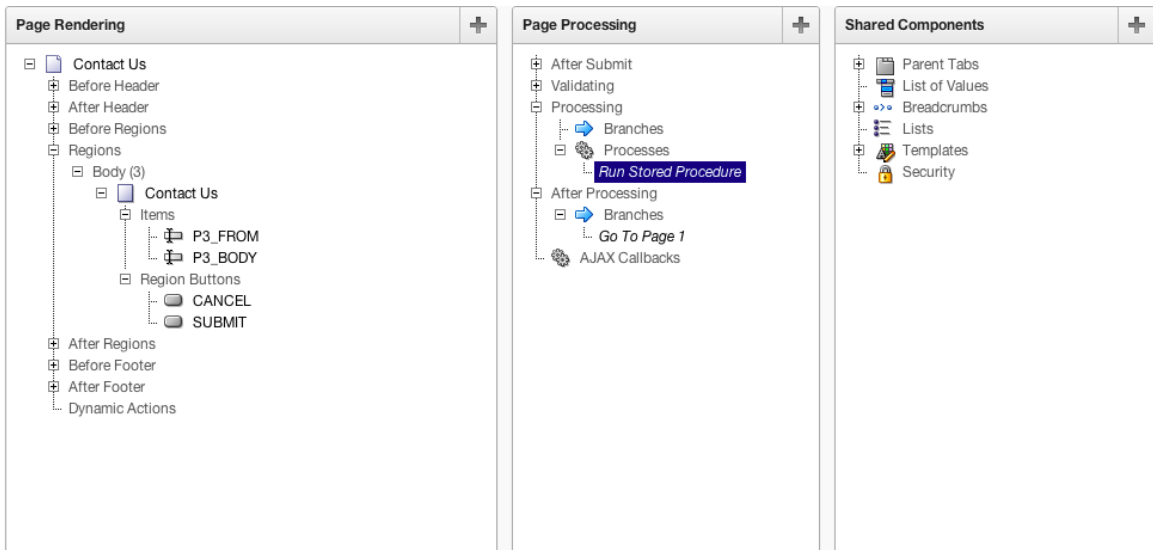 Page Rendering
Contact Us
Before Header
After Header
Before Regions
Regions
Body (3)
Contact Us
Items
P3_FROM
P3_BODY
Region Buttons
CANCEL
SUBMIT
After Regions
Before Footer
After Footer
Dynamic Actions
Page Processing
After Submit
Validating
Processing
Branches
Processes
Run Stored Procedure
After Processing
Branches
Go To Page 1
AJAX Callbacks
Shared Components
Parent Tabs
List of Values
Breadcrumbs
Lists
Templates
Security